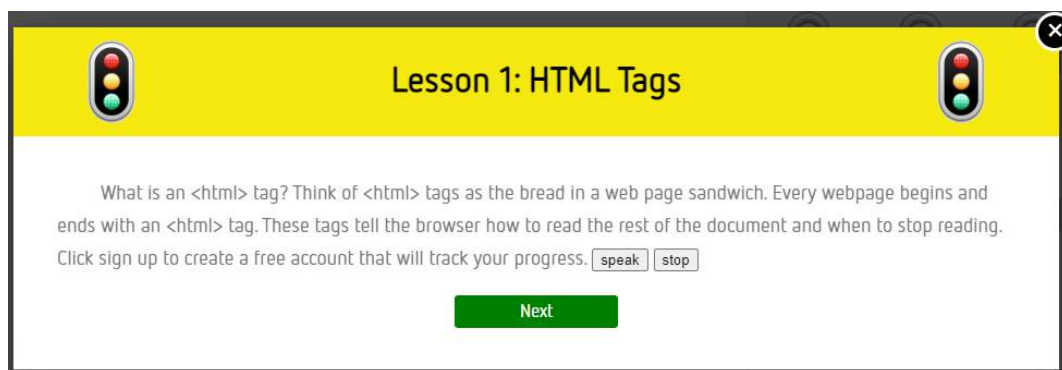 Lesson 1: HTML Tags
What is an <html> tag? Think of <html> tags as the bread in a web page sandwich. Every webpage begins and
ends with an <html> tag. These tags tell the browser how to read the rest of the document and when to stop reading.
Click sign up to create a free account that will track your progress. speak stop
Next